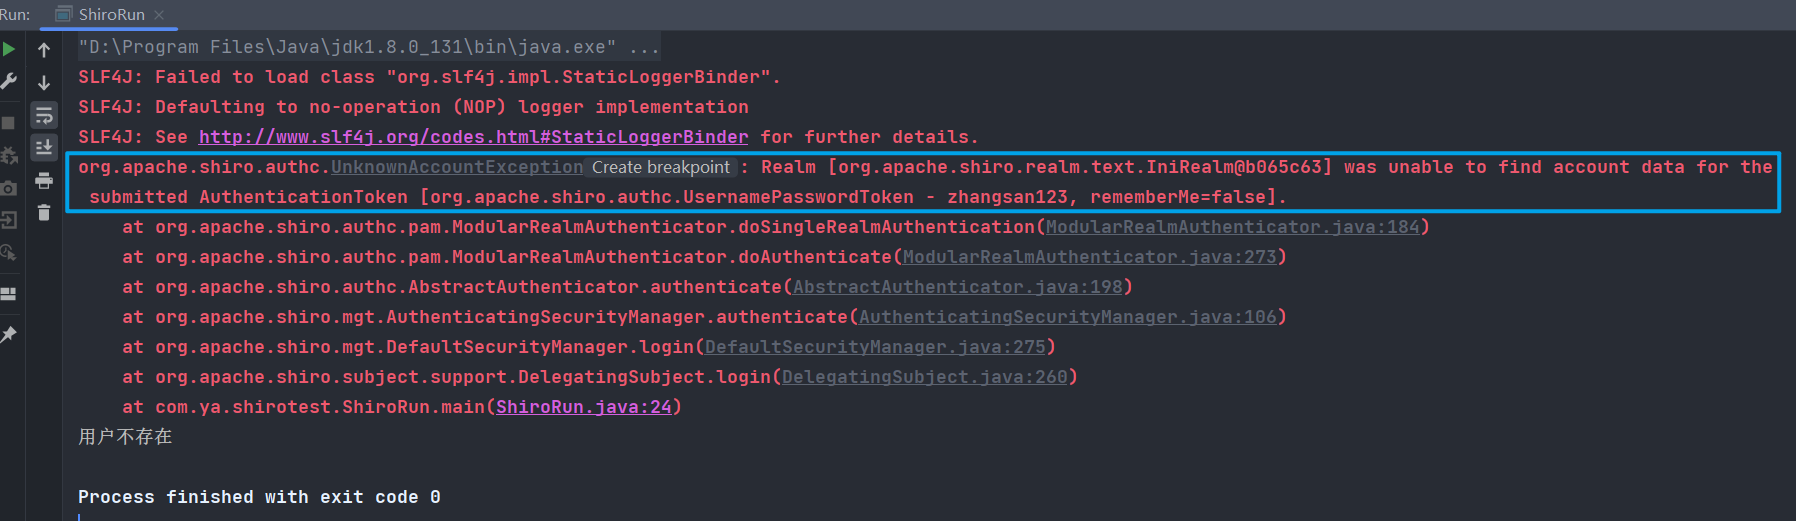 Run: ShiroRun
"D:\Program Files\Java\jdk1.8.0_131\bin\java.exe" ...
SLF4J: Failed to load class "org.slf4j.impl.StaticLoggerBinder".
SLF4J: Defaulting to no-operation (NOP) logger implementation
SLF4J: See http://www.slf4j.org/codes.html#StaticLoggerBinder for further details.
org.apache.shiro.authc.UnknownAccountException Create breakpoint : Realm [org.apache.shiro.realm.text.IniRealm@b065c63] was unable to find account data for the
submitted AuthenticationToken [org.apache.shiro.authc.UsernamePasswordToken - zhangsan123, rememberMe=false].
at org.apache.shiro.authc.pam.ModularRealmAuthenticator.doSingleRealmAuthentication(ModularRealmAuthenticator.java:184)
at org.apache.shiro.authc.pam.ModularRealmAuthenticator.doAuthenticate(ModularRealmAuthenticator.java:273)
at org.apache.shiro.authc.AbstractAuthenticator.authenticate(AbstractAuthenticator.java:198)
at org.apache.shiro.mgt.AuthenticatingSecurityManager.authenticate(AuthenticatingSecurityManager.java:106)
at org.apache.shiro.mgt.DefaultSecurityManager.login(DefaultSecurityManager.java:275)
at org.apache.shiro.subject.support.DelegatingSubject.login(DelegatingSubject.java:260)
at com.ya.shirotest.ShiroRun.main(ShiroRun.java:24)
用户不存在
Process finished with exit code 0